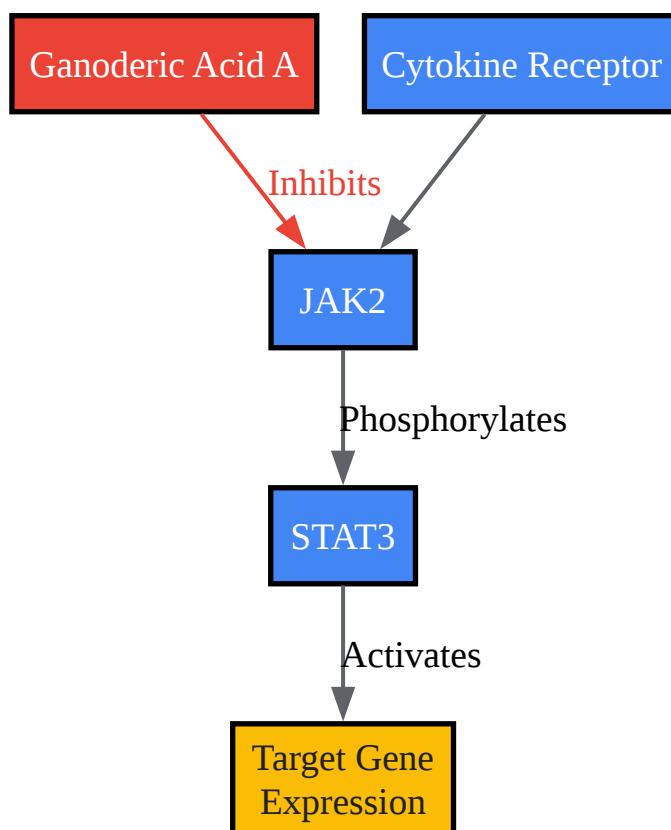 Ganoderic Acid A
Cytokine Receptor
Inhibits
JAK2
Phosphorylates
STAT3
Activates
Target Gene
Expression